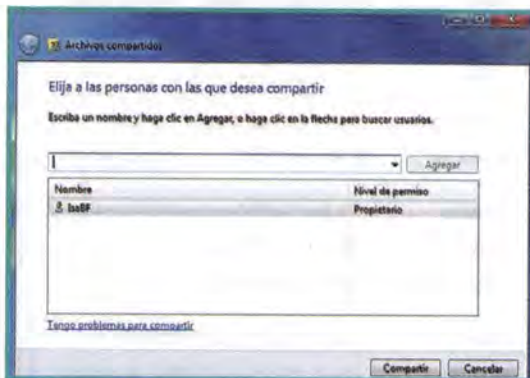 Archivos compartidos
Elija a las personas con las que desea compartir
Escriba un nombre y haga clic en Agregar, o haga clic en la flecha para buscar usuarios.
Agregar
Nombre Nivel de permiso
IsaBF Propietario
Tengo problemas para compartir
Compartir Cancelar